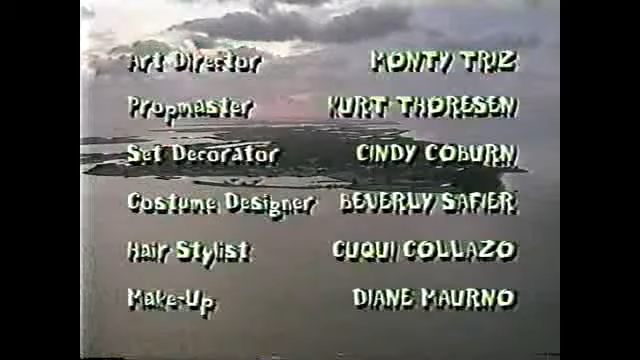 Art Director MONTY TRIZ
Propmaster KURT THORESEN
Set Decorator CINDY COBURN
Costume Designer BEVERLY SAFIER
Hair Stylist CUQUI COLLAZO
Make-Up DIANE MAURNO